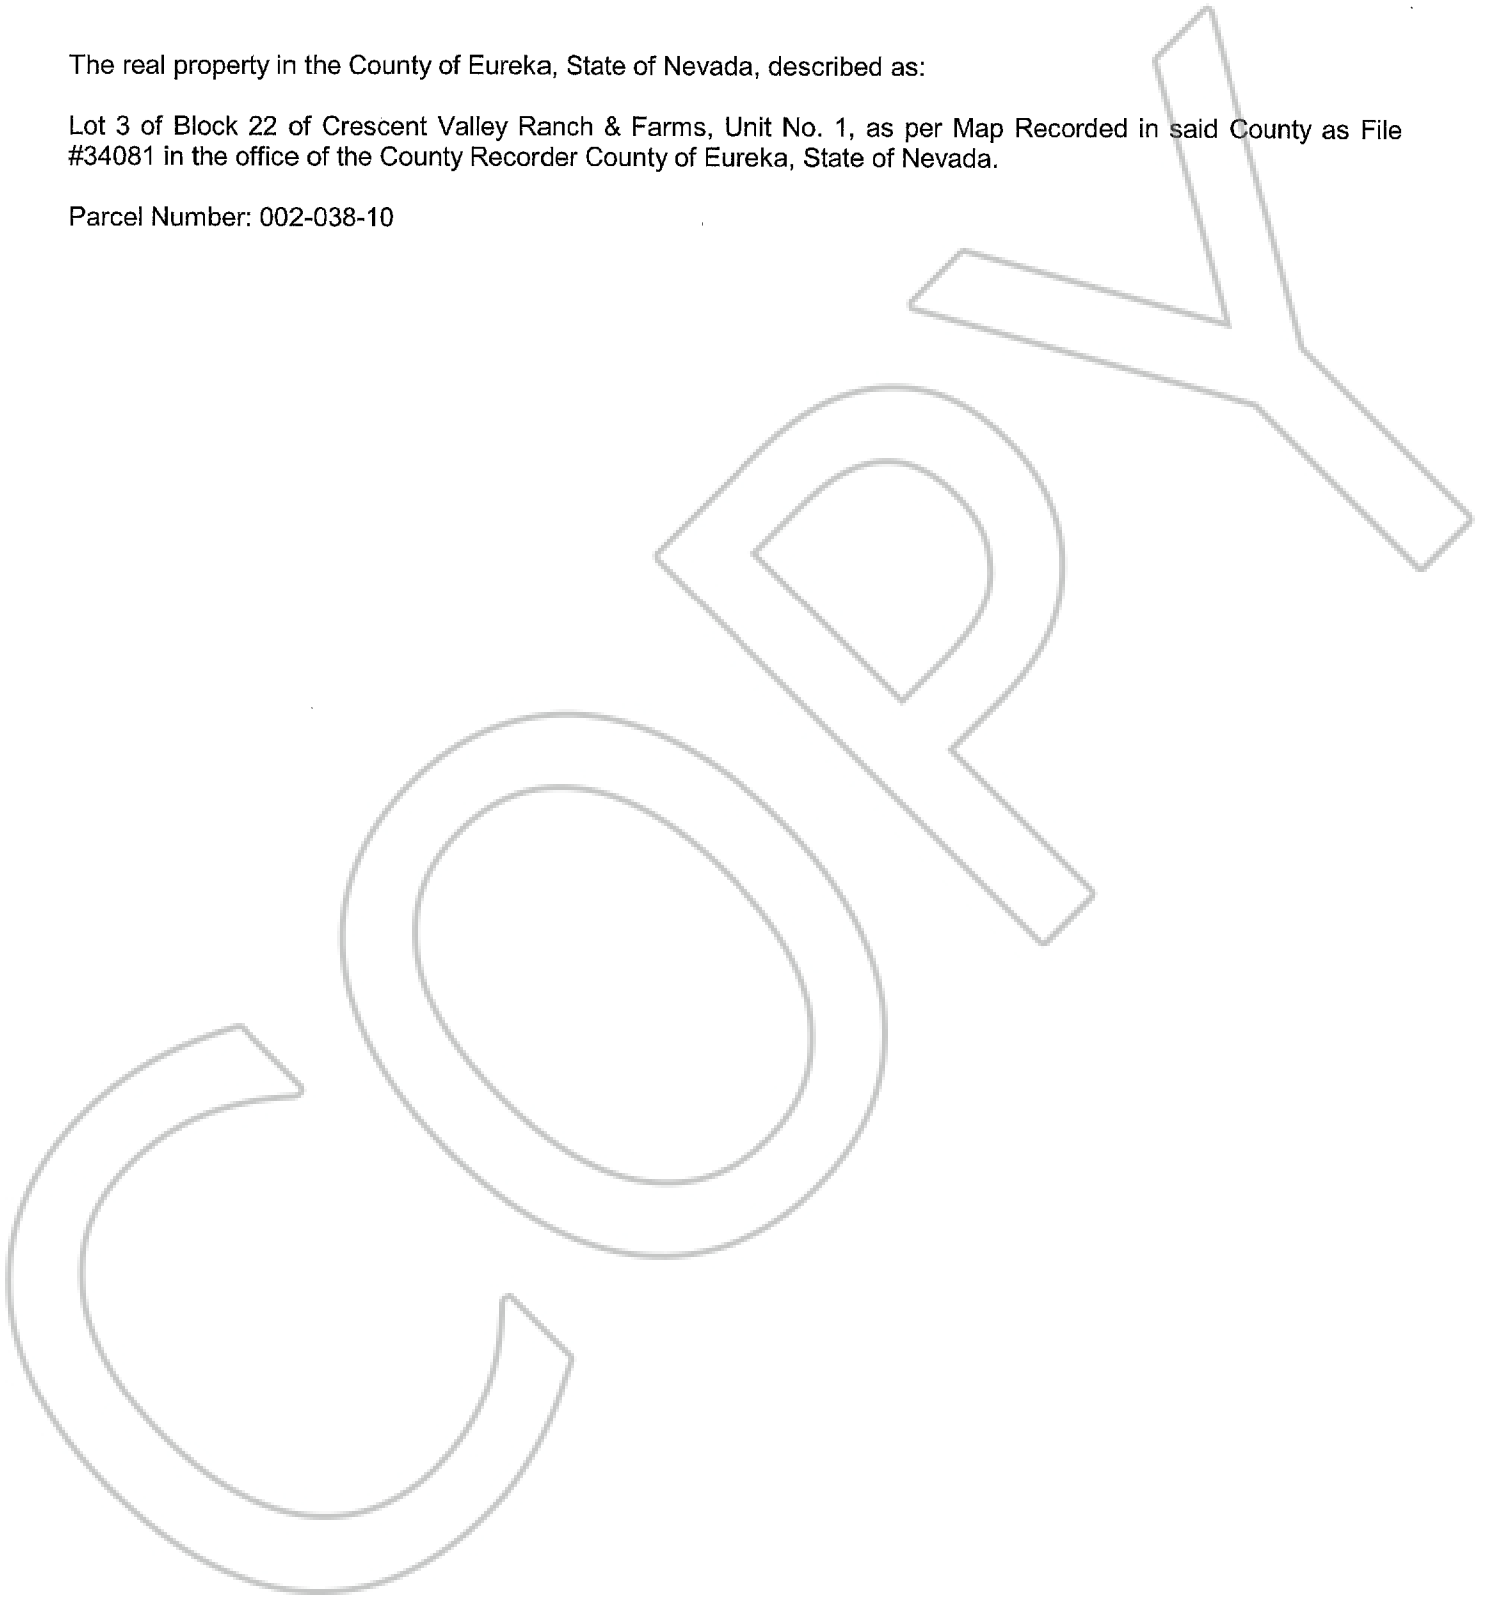 The real property in the County of Eureka, State of Nevada, described as:
Lot 3 of Block 22 of Crescent Valley Ranch & Farms, Unit No. 1, as per Map Recorded in said County as File
#34081 in the office of the County Recorder County of Eureka, State of Nevada.
Parcel Number: 002-038-10
COPY